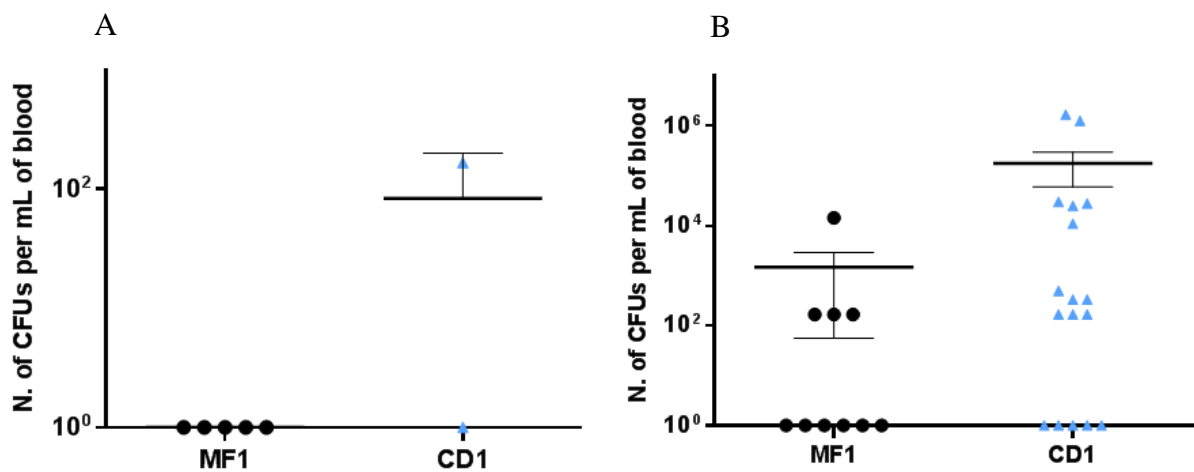 A
N. of CFUs per mL of blood
10²
10⁰
MF1 CD1
B
N. of CFUs per mL of blood
10⁶
10⁴
10²
10⁰
MF1 CD1